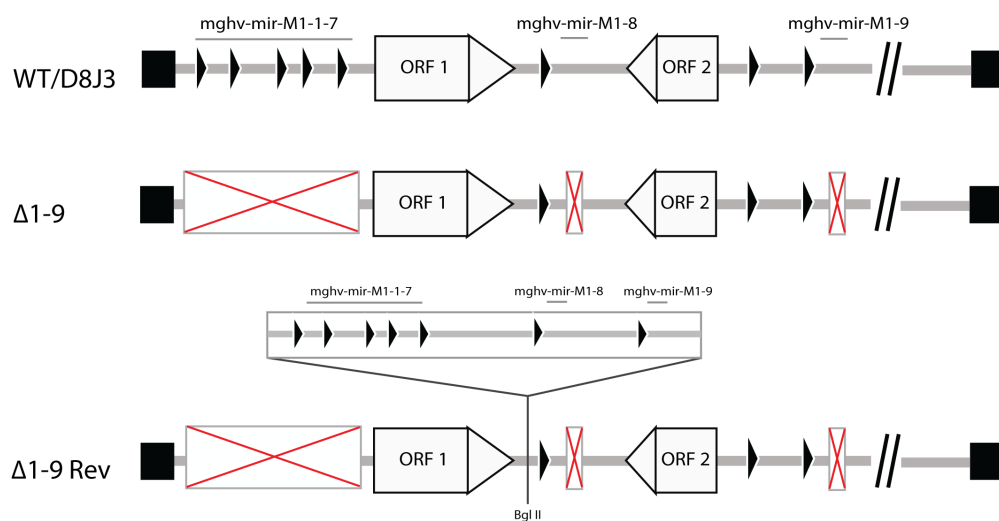 mghv-mir-M1-1-7 mghv-mir-M1-8 mghv-mir-M1-9
WT/D8J3 ORF 1 ORF 2
Δ1-9 ORF 1 ORF 2
mghv-mir-M1-1-7 mghv-mir-M1-8 mghv-mir-M1-9
Δ1-9 Rev ORF 1 ORF 2
Bgl II